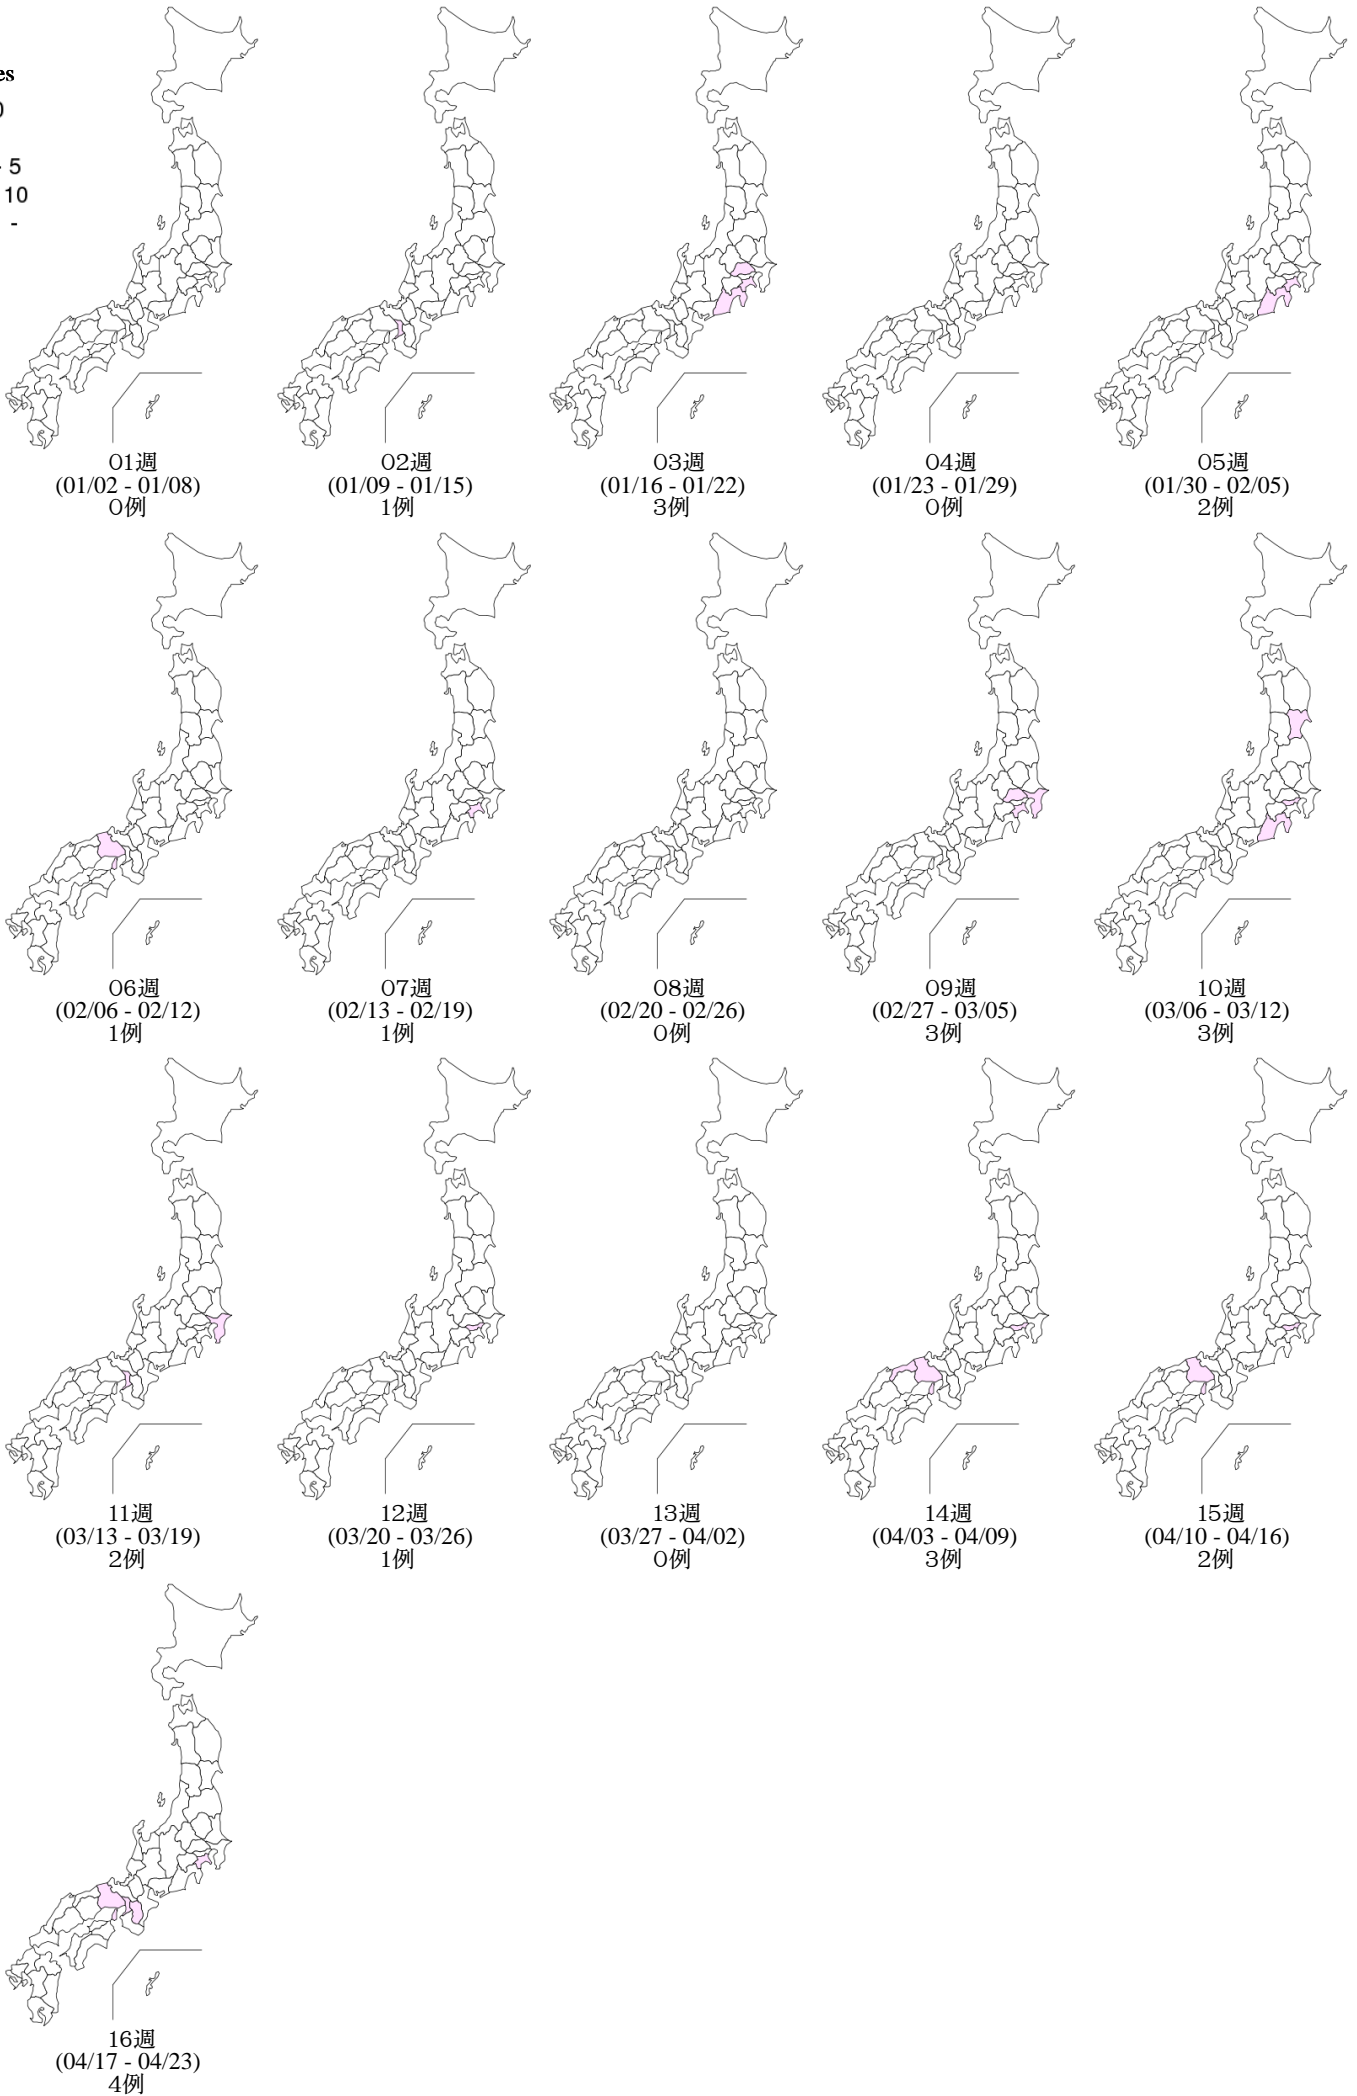 es
0
- 5
10
-
01週
(01/02 - 01/08)
0例
02週
(01/09 - 01/15)
1例
03週
(01/16 - 01/22)
3例
04週
(01/23 - 01/29)
0例
05週
(01/30 - 02/05)
2例
06週
(02/06 - 02/12)
1例
07週
(02/13 - 02/19)
1例
08週
(02/20 - 02/26)
0例
09週
(02/27 - 03/05)
3例
10週
(03/06 - 03/12)
3例
11週
(03/13 - 03/19)
2例
12週
(03/20 - 03/26)
1例
13週
(03/27 - 04/02)
0例
14週
(04/03 - 04/09)
3例
15週
(04/10 - 04/16)
2例
16週
(04/17 - 04/23)
4例